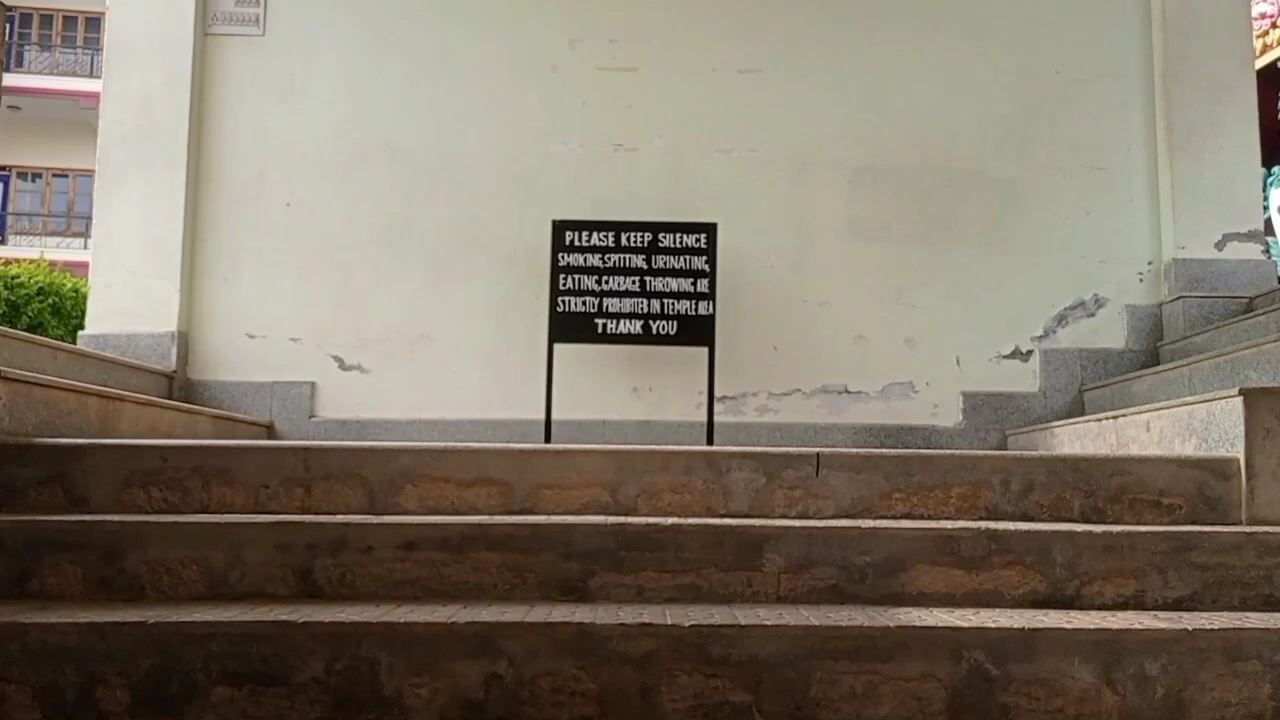 PLEASE KEEP SILENCE
SMOKING, SPITTING, URINATING,
EATING, GARBAGE THROWING ARE
STRICTLY PROHIBITED IN TEMPLE AREA
THANK YOU